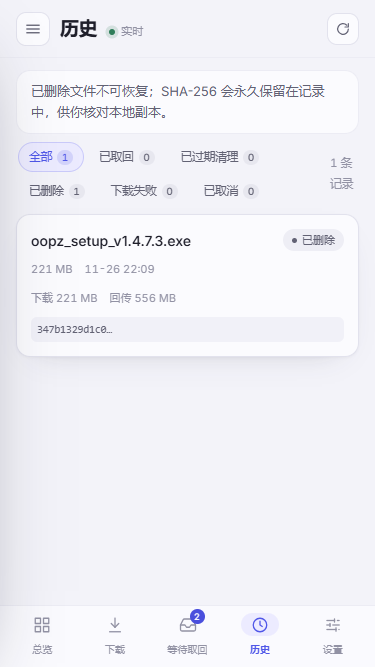 历史 实时
已删除文件不可恢复；SHA-256 会永久保留在记录
中，供你核对本地副本。
全部 1 已取回 0 已过期清理 0
已删除 1 下载失败 0 已取消 0
1 条
记录
oopz_setup_v1.4.7.3.exe 已删除
221 MB 11-26 22:09
下载 221 MB 回传 556 MB
347b1329d1c0…
2
总览 下载 等待取回 历史 设置